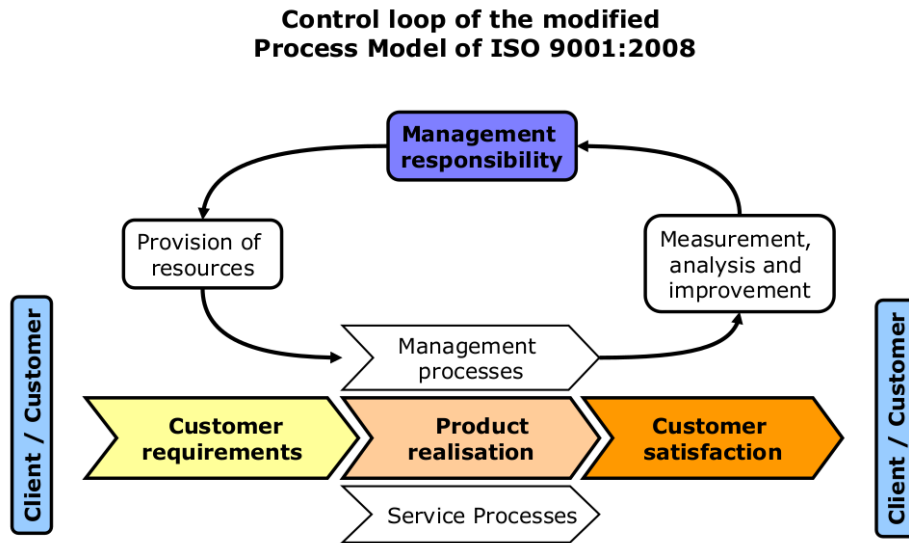 Control loop of the modified
Process Model of ISO 9001:2008
Management
responsibility
Provision of
resources
Measurement,
analysis and
improvement
Management
processes
Client / Customer
Customer
requirements
Product
realisation
Customer
satisfaction
Client / Customer
Service Processes